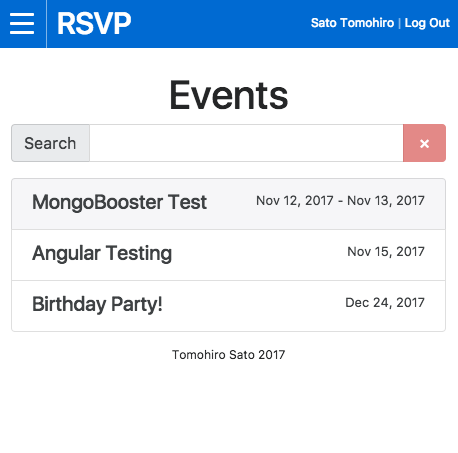 RSVP
Sato Tomohiro | Log Out
Events
Search
×
MongoBooster Test
Nov 12, 2017 - Nov 13, 2017
Angular Testing
Nov 15, 2017
Birthday Party!
Dec 24, 2017
Tomohiro Sato 2017